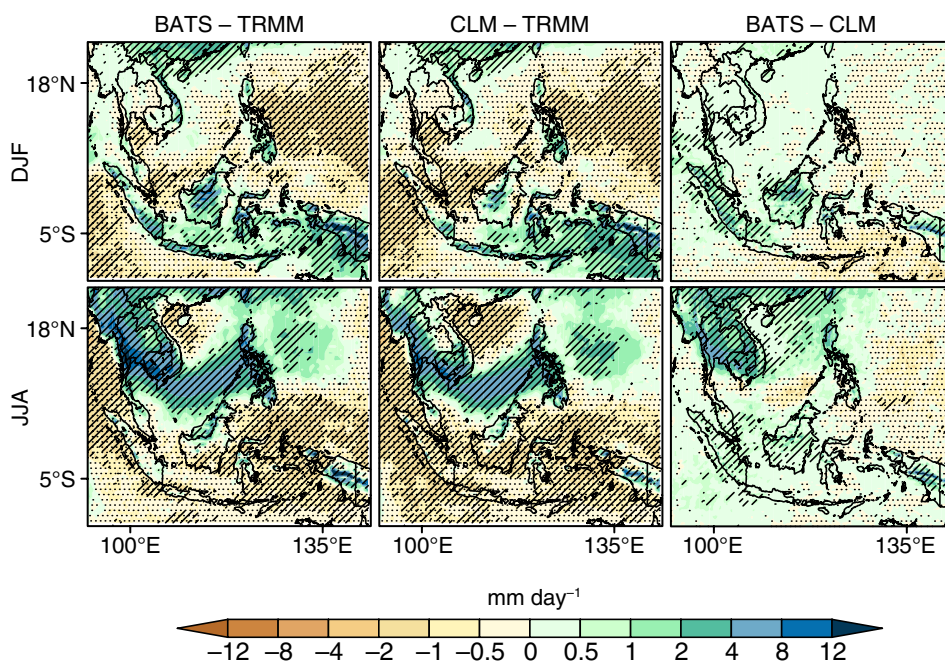 BATS – TRMM CLM – TRMM BATS – CLM
DJF
18°N
5°S
JJA
18°N
5°S
100°E 135°E 100°E 135°E 100°E 135°E
mm day⁻¹
−12 −8 −4 −2 −1 −0.5 0 0.5 1 2 4 8 12